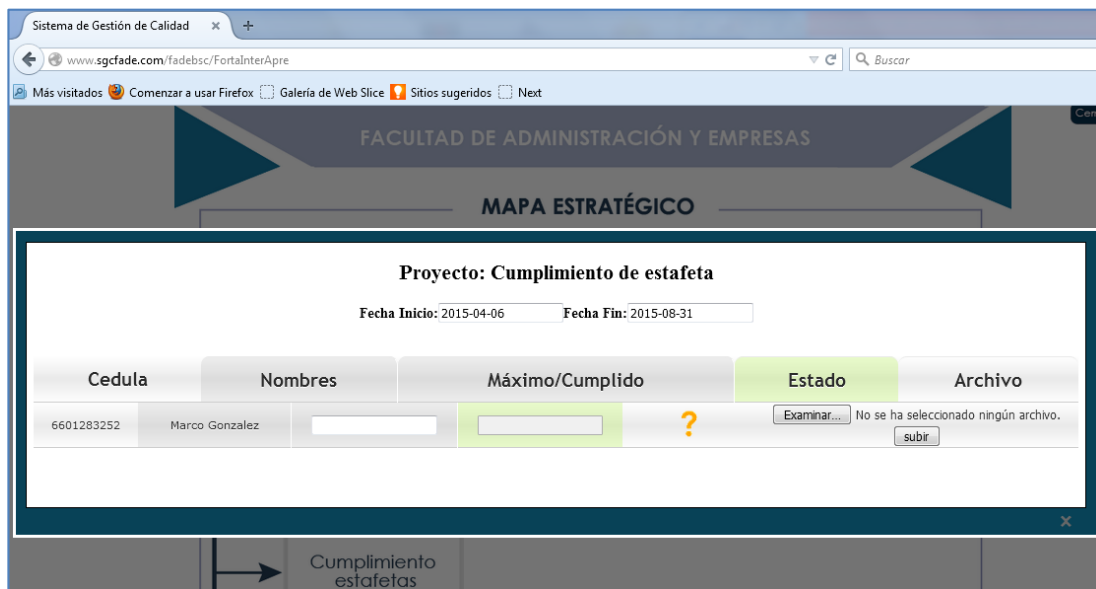 Sistema de Gestión de Calidad
www.sgcfade.com/fadebsc/FortaInterApre
Buscar
Más visitados Comenzar a usar Firefox Galería de Web Slice Sitios sugeridos Next
FACULTAD DE ADMINISTRACIÓN Y EMPRESAS
MAPA ESTRATÉGICO
Proyecto: Cumplimiento de estafeta
Fecha Inicio: 2015-04-06 Fecha Fin: 2015-08-31
Cedula Nombres Máximo/Cumplido Estado Archivo
6601283252 Marco Gonzalez ? Examinar... No se ha seleccionado ningún archivo.
subir
Cumplimiento
estafetas